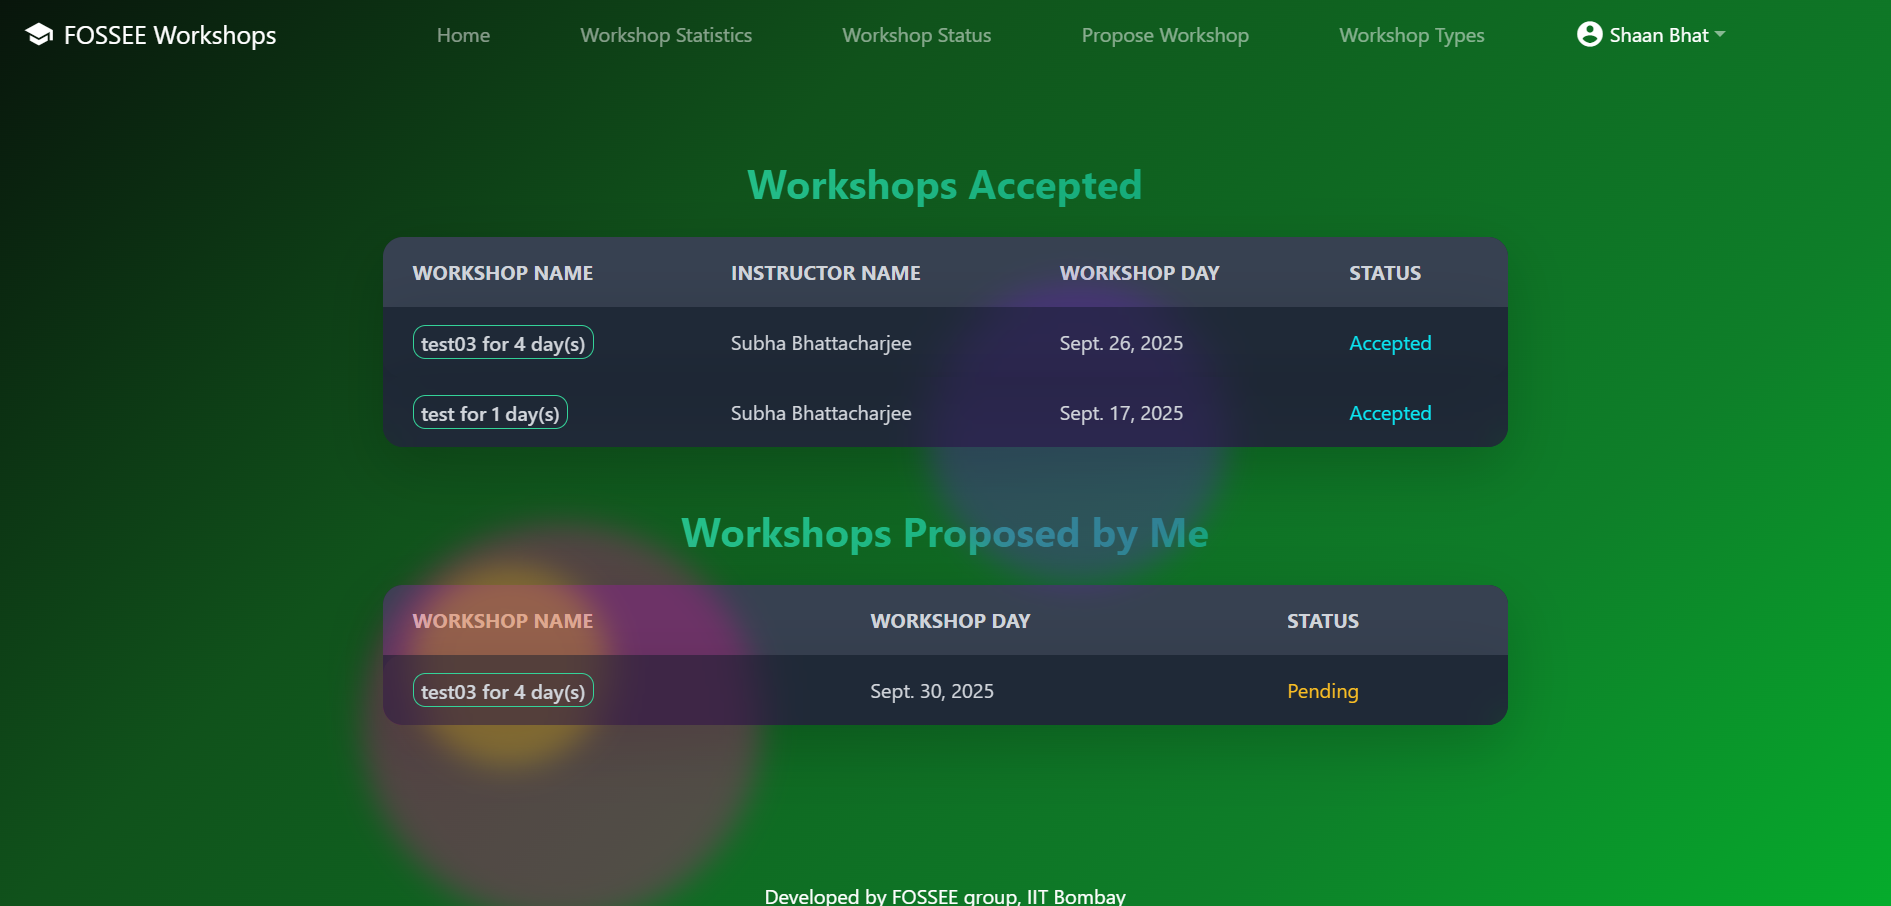 FOSSEE Workshops Home Workshop Statistics Workshop Status Propose Workshop Workshop Types Shaan Bhat
Workshops Accepted
WORKSHOP NAME INSTRUCTOR NAME WORKSHOP DAY STATUS
test03 for 4 day(s) Subha Bhattacharjee Sept. 26, 2025 Accepted
test for 1 day(s) Subha Bhattacharjee Sept. 17, 2025 Accepted
Workshops Proposed by Me
WORKSHOP NAME WORKSHOP DAY STATUS
test03 for 4 day(s) Sept. 30, 2025 Pending
Developed by FOSSEE group, IIT Bombay